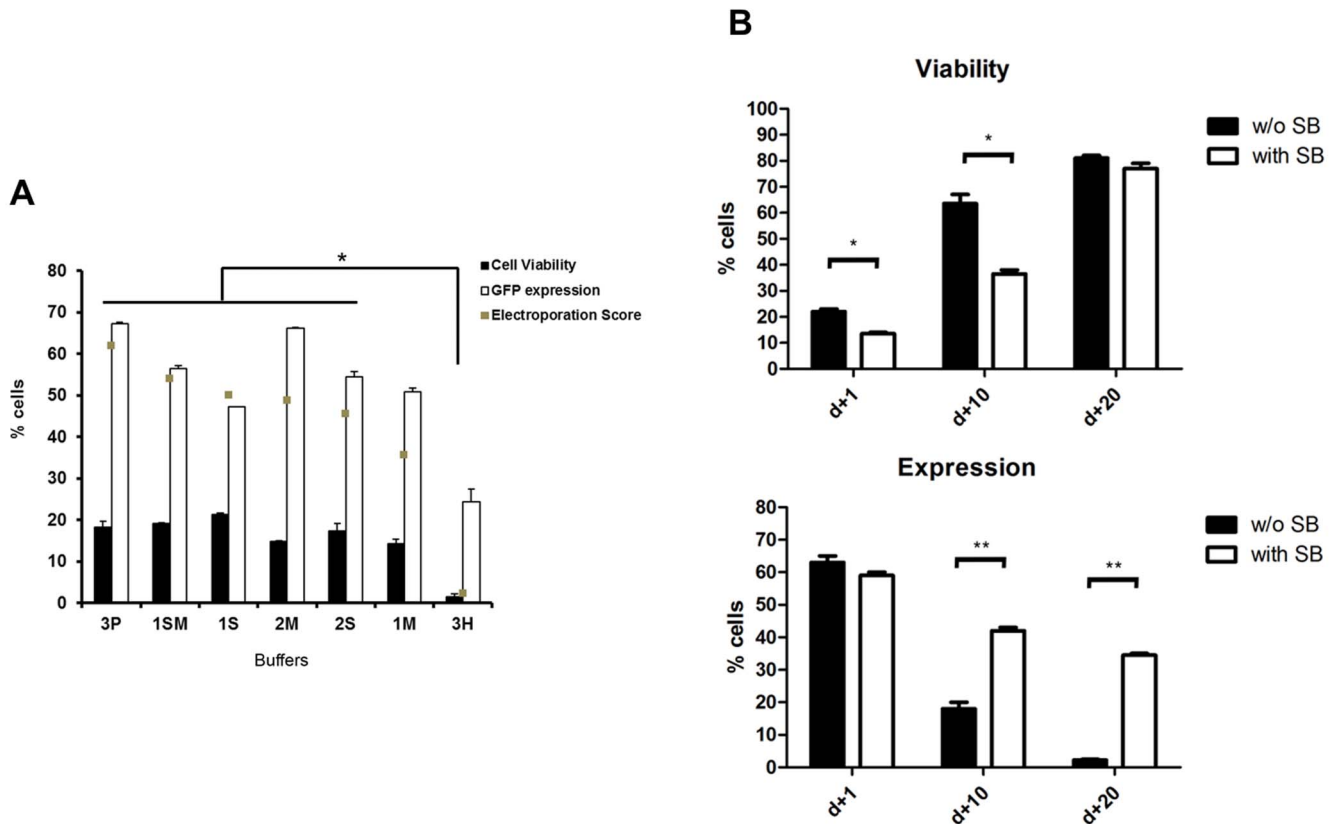 A
80
70
60
50
40
30
20
10
0
% cells
*
Cell Viability
GFP expression
Electroporation Score
3P 1SM 1S 2M 2S 1M 3H
Buffers
B
Viability
100
90
80
70
60
50
40
30
20
10
0
% cells
*
*
w/o SB
with SB
d+1 d+10 d+20
Expression
80
70
60
50
40
30
20
10
0
% cells
**
**
w/o SB
with SB
d+1 d+10 d+20